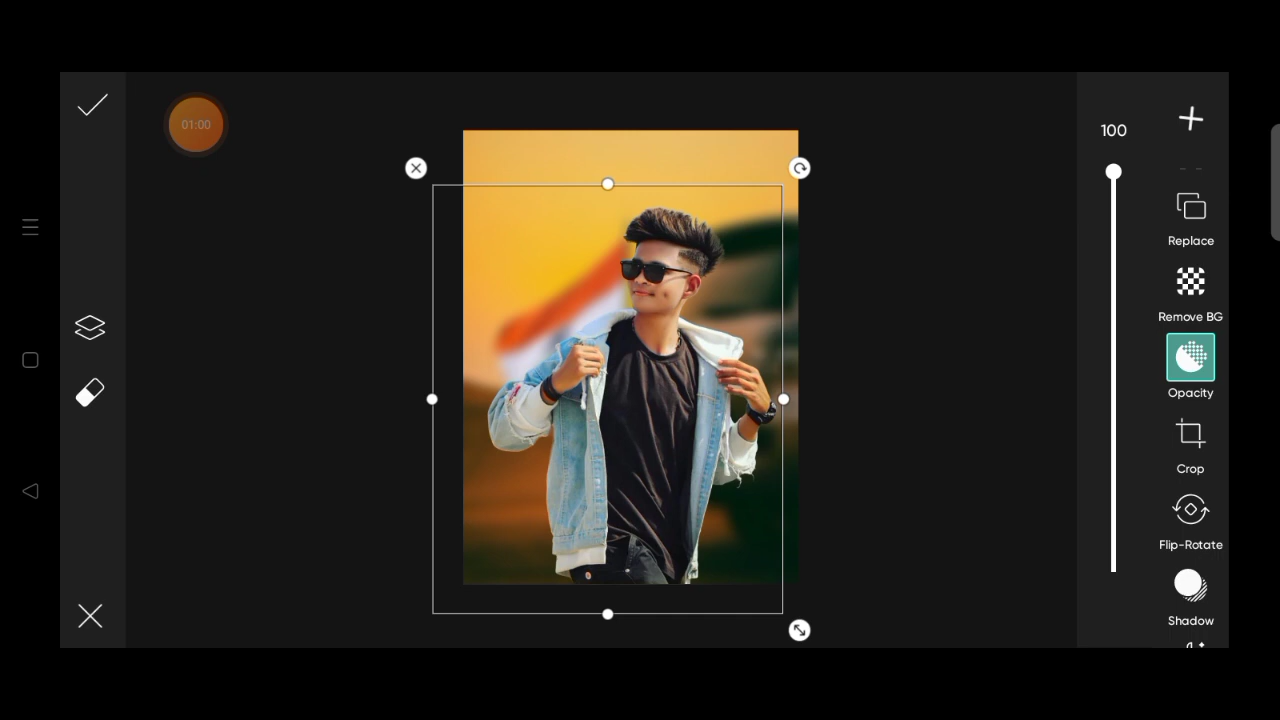 01:00
100
Replace
Remove BG
Opacity
Crop
Flip-Rotate
Shadow